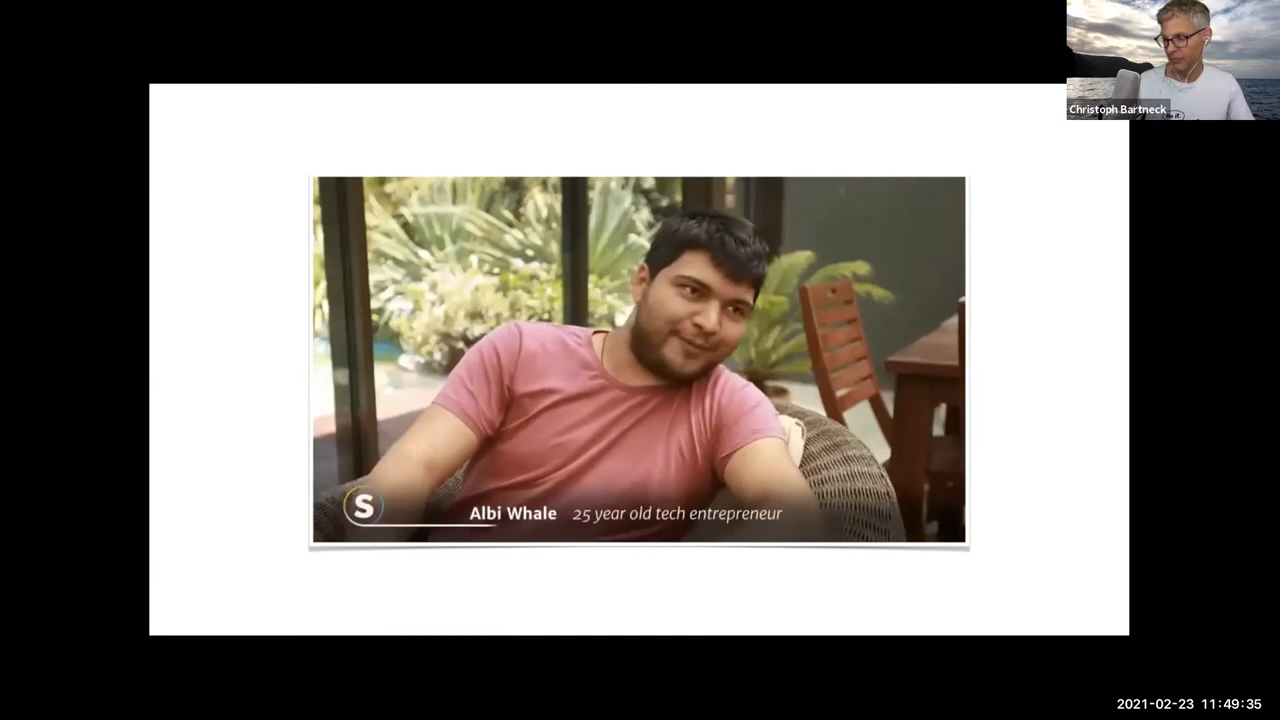 Christoph Bartneck
S
Albi Whale 25 year old tech entrepreneur
2021-02-23 11:49:35